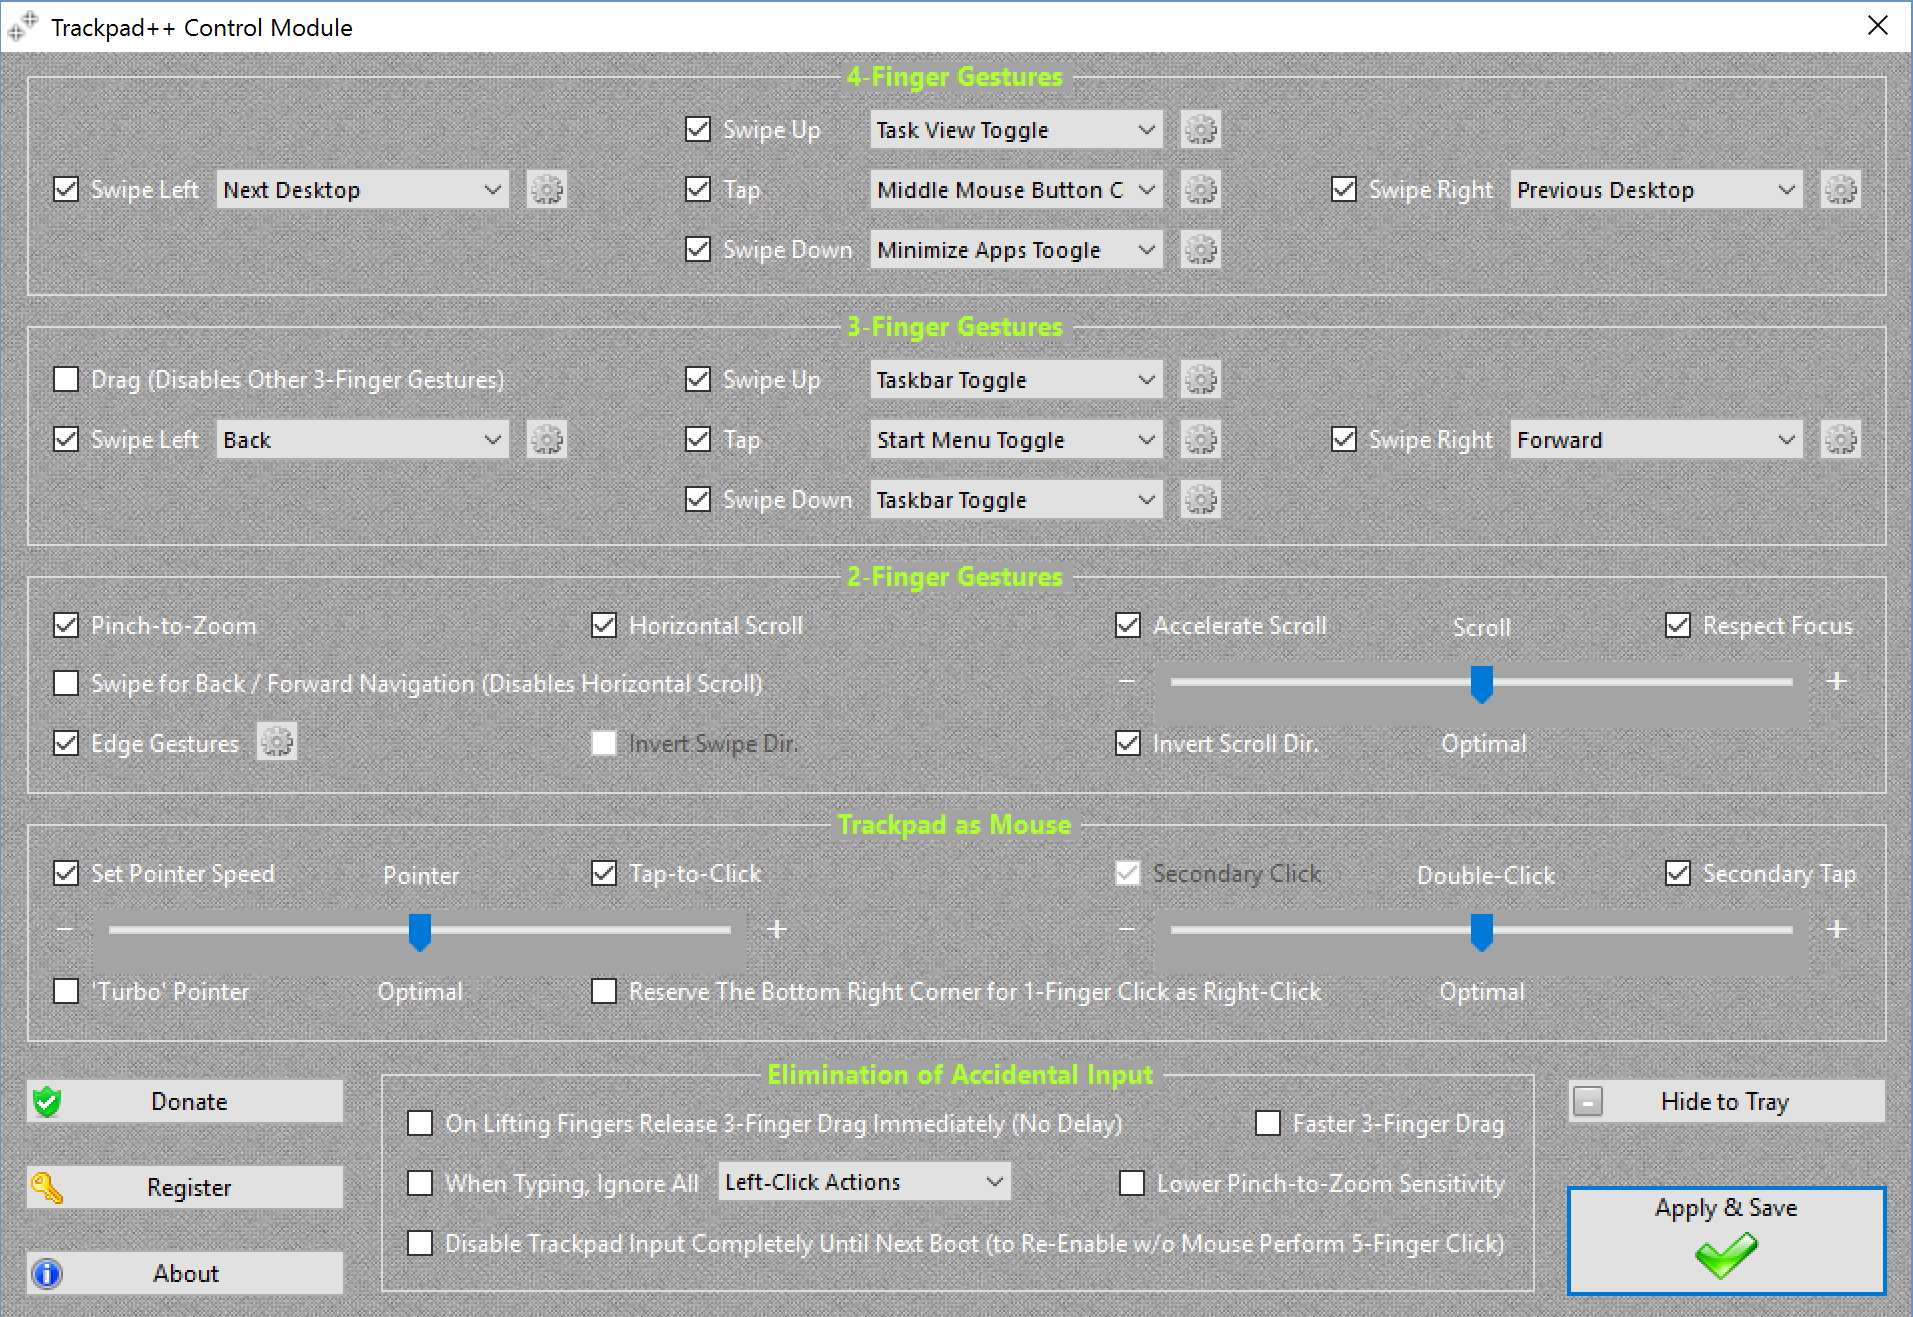 Trackpad++ Control Module
4-Finger Gestures
Swipe Up Task View Toggle
Swipe Left Next Desktop Tap Middle Mouse Button C Swipe Right Previous Desktop
Swipe Down Minimize Apps Toogle
3-Finger Gestures
Drag (Disables Other 3-Finger Gestures) Swipe Up Taskbar Toggle
Swipe Left Back Tap Start Menu Toggle Swipe Right Forward
Swipe Down Taskbar Toggle
2-Finger Gestures
Pinch-to-Zoom Horizontal Scroll Accelerate Scroll Scroll Respect Focus
Swipe for Back / Forward Navigation (Disables Horizontal Scroll) − +
Edge Gestures Invert Swipe Dir. Invert Scroll Dir. Optimal
Trackpad as Mouse
Set Pointer Speed Pointer Tap-to-Click Secondary Click Double-Click Secondary Tap
− + − +
'Turbo' Pointer Optimal Reserve The Bottom Right Corner for 1-Finger Click as Right-Click Optimal
Elimination of Accidental Input
Donate On Lifting Fingers Release 3-Finger Drag Immediately (No Delay) Faster 3-Finger Drag Hide to Tray
Register When Typing, Ignore All Left-Click Actions Lower Pinch-to-Zoom Sensitivity Apply & Save
About Disable Trackpad Input Completely Until Next Boot (to Re-Enable w/o Mouse Perform 5-Finger Click)